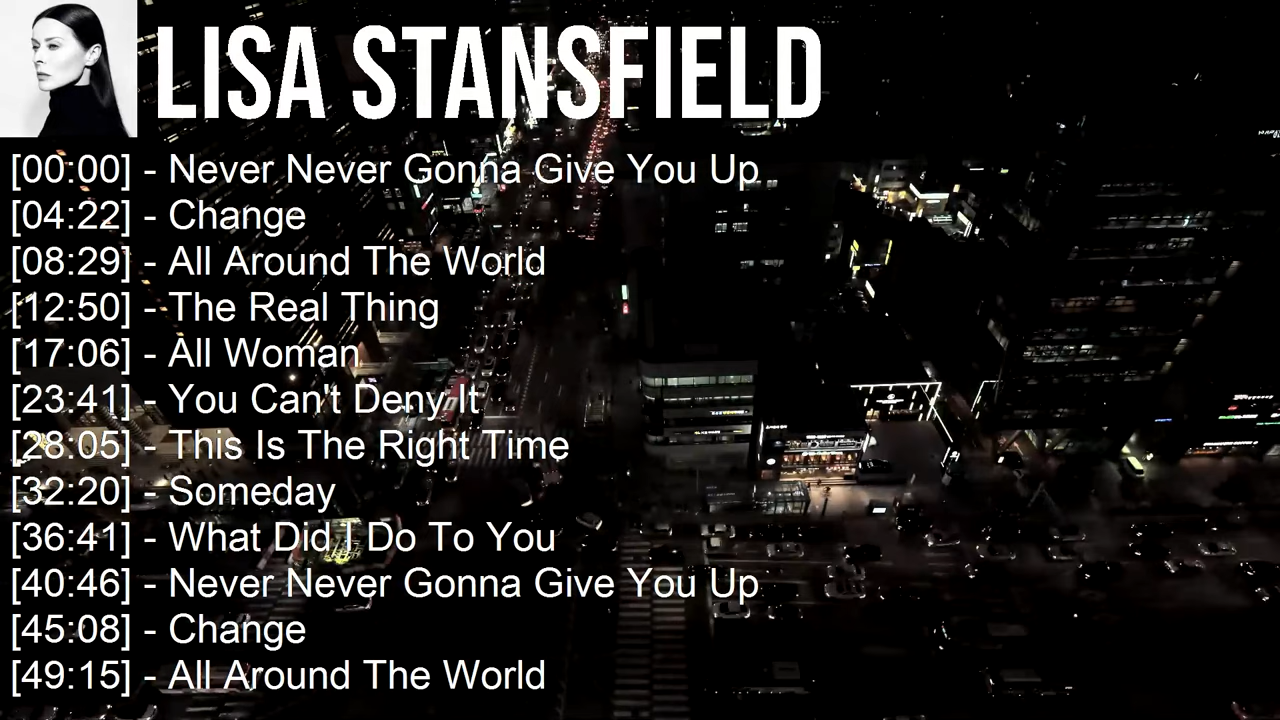 LISA STANSFIELD
[00:00] - Never Never Gonna Give You Up
[04:22] - Change
[08:29] - All Around The World
[12:50] - The Real Thing
[17:06] - All Woman
[23:41] - You Can't Deny It
[28:05] - This Is The Right Time
[32:20] - Someday
[36:41] - What Did I Do To You
[40:46] - Never Never Gonna Give You Up
[45:08] - Change
[49:15] - All Around The World